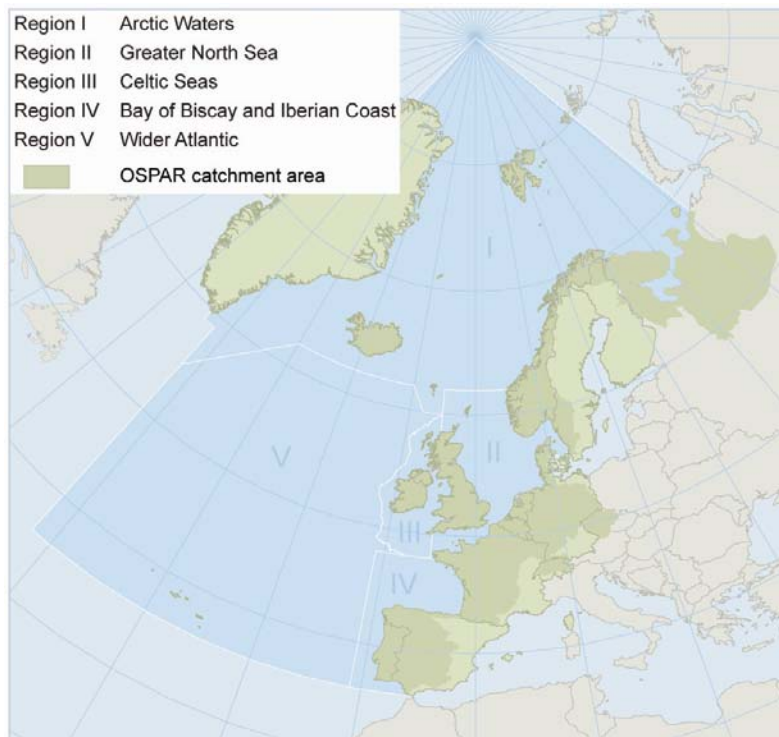 Region I Arctic Waters
Region II Greater North Sea
Region III Celtic Seas
Region IV Bay of Biscay and Iberian Coast
Region V Wider Atlantic
OSPAR catchment area
I
II
V
III
IV